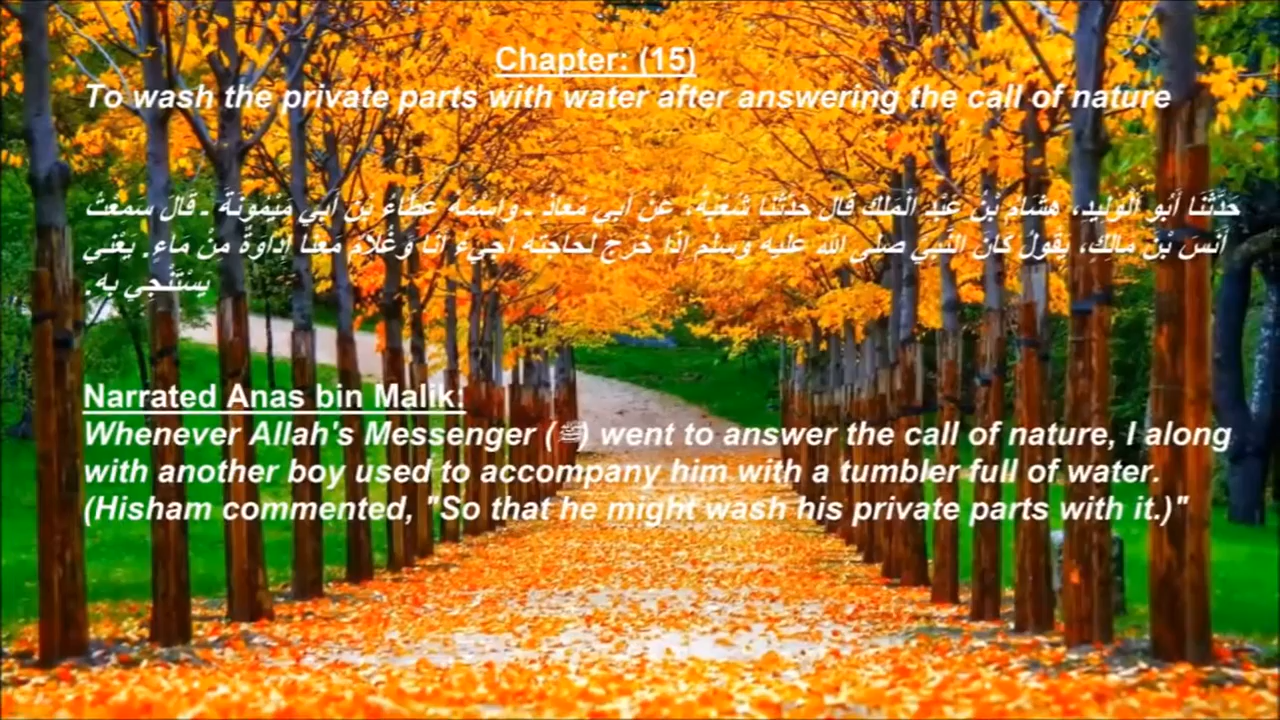 Chapter: (15)
To wash the private parts with water after answering the call of nature
حَدَّثَنَا أَبُو الْوَلِيدِ، هِشَامُ بْنُ عَبْدِ الْمَلِكِ قَالَ حَدَّثَنَا شُعْبَةُ، عَنْ أَبِي مُعَاذٍ ـ وَاسْمُهُ عَطَاءُ بْنُ أَبِي مَيْمُونَةَ ـ قَالَ سَمِعْتُ
أَنَسَ بْنَ مَالِكٍ، يَقُولُ كَانَ النَّبِيُّ صلى الله عليه وسلم إِذَا خَرَجَ لِحَاجَتِهِ أَجِيءُ أَنَا وَغُلاَمٌ مَعَنَا إِدَاوَةٌ مِنْ مَاءٍ. يَعْنِي
يَسْتَنْجِي بِهِ.
Narrated Anas bin Malik:
Whenever Allah's Messenger (ﷺ) went to answer the call of nature, I along
with another boy used to accompany him with a tumbler full of water.
(Hisham commented, "So that he might wash his private parts with it.)"